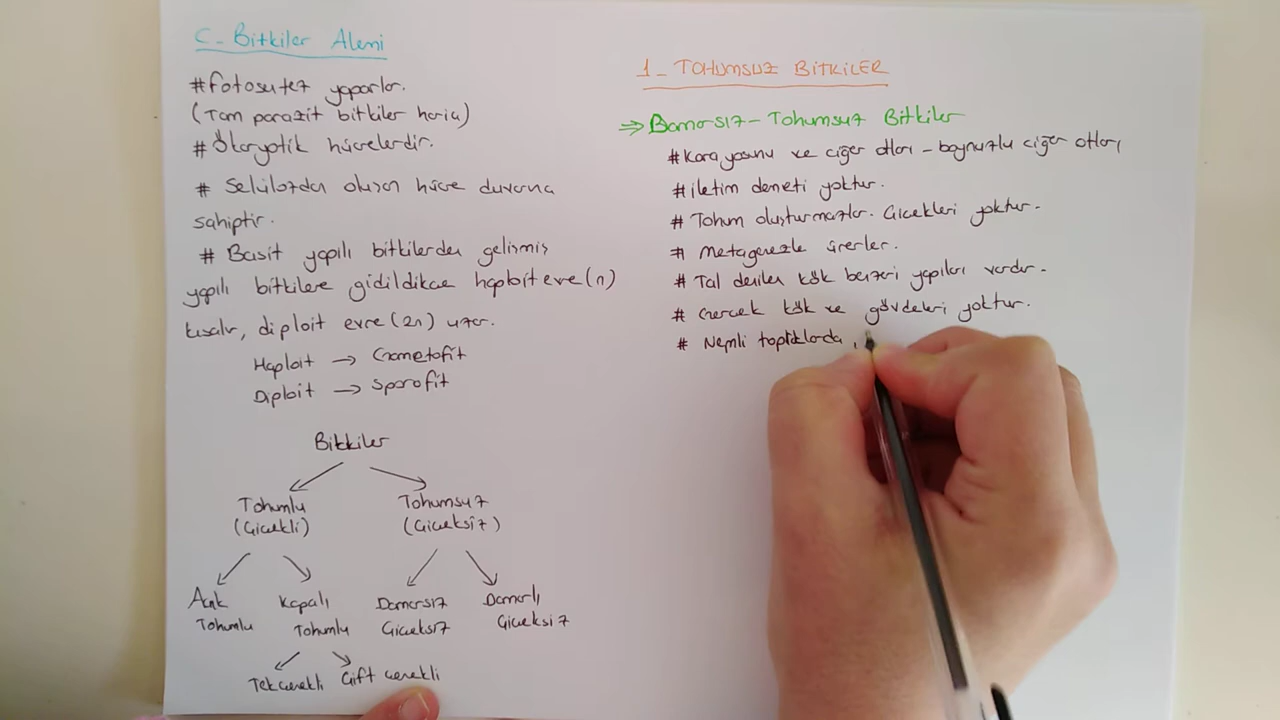 C- Bitkiler Alemi
# Fotosentez yaparlar.
(Tam parazit bitkiler hariç)
# Ökaryotik hücrelerdir.
# Selülozdan oluşan hücre duvarına
sahiptir.
# Basit yapılı bitkilerden gelişmiş
yapılı bitkilere gidildikçe haploit evre (n)
kısalır, diploit evre (2n) uzar.
Haploit → Gametofit
Diploit → Sporofit
Bitkiler
Tohumlu Tohumsuz
(Çiçekli) (Çiçeksiz)
Açık Kapalı Damarsız Damarlı
Tohumlu Tohumlu Çiçeksiz Çiçeksiz
Tek çenekli Çift çenekli
1- TOHUMSUZ BİTKİLER
⇒ Damarsız- Tohumsuz Bitkiler
# Kara yosunu ve ciğer otları - boynuzlu ciğer otları
# iletim demeti yoktur.
# Tohum oluşturmazlar. Çiçekleri yoktur.
# Metagenezle ürerler.
# Tal denilen kök benzeri yapıları vardır.
# Gerçek kök ve gövdeleri yoktur.
# Nemli topraklarda,